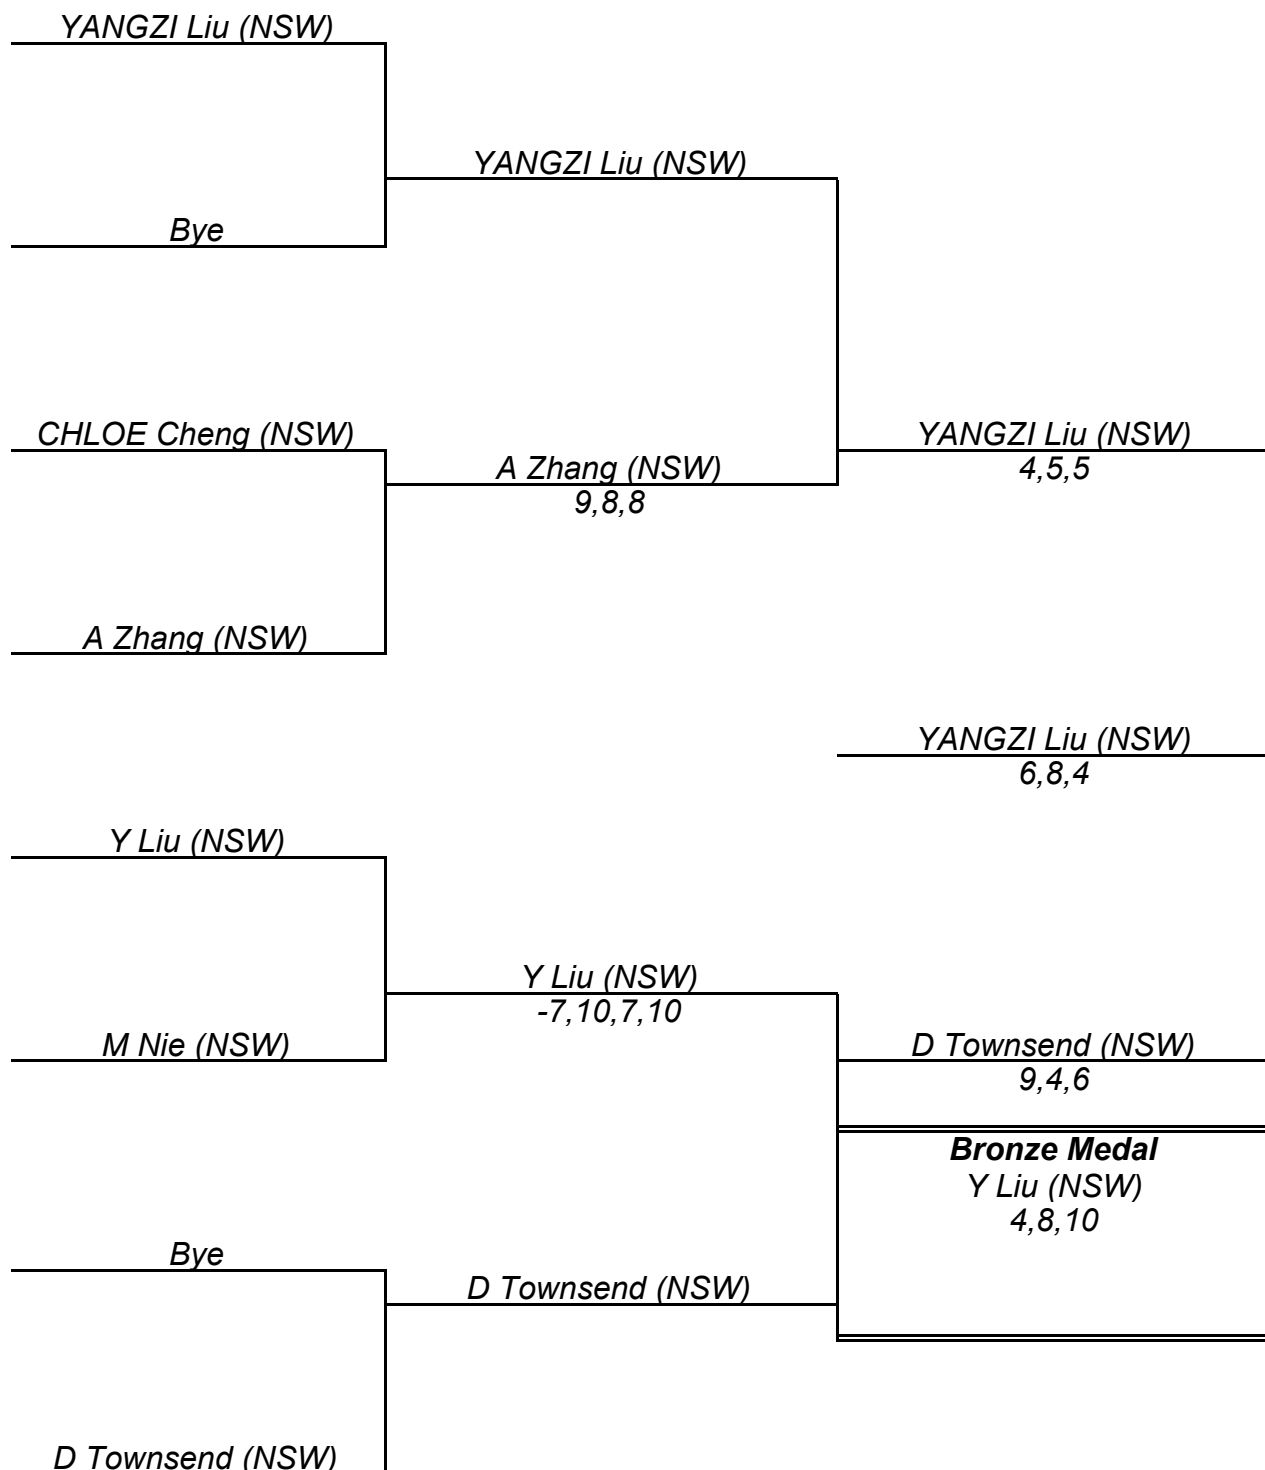 YANGZI Liu (NSW)
YANGZI Liu (NSW)
Bye
CHLOE Cheng (NSW)
YANGZI Liu (NSW)
A Zhang (NSW)
4,5,5
9,8,8
A Zhang (NSW)
YANGZI Liu (NSW)
6,8,4
Y Liu (NSW)
Y Liu (NSW)
-7,10,7,10
M Nie (NSW)
D Townsend (NSW)
9,4,6
Bronze Medal
Y Liu (NSW)
4,8,10
Bye
D Townsend (NSW)
D Townsend (NSW)